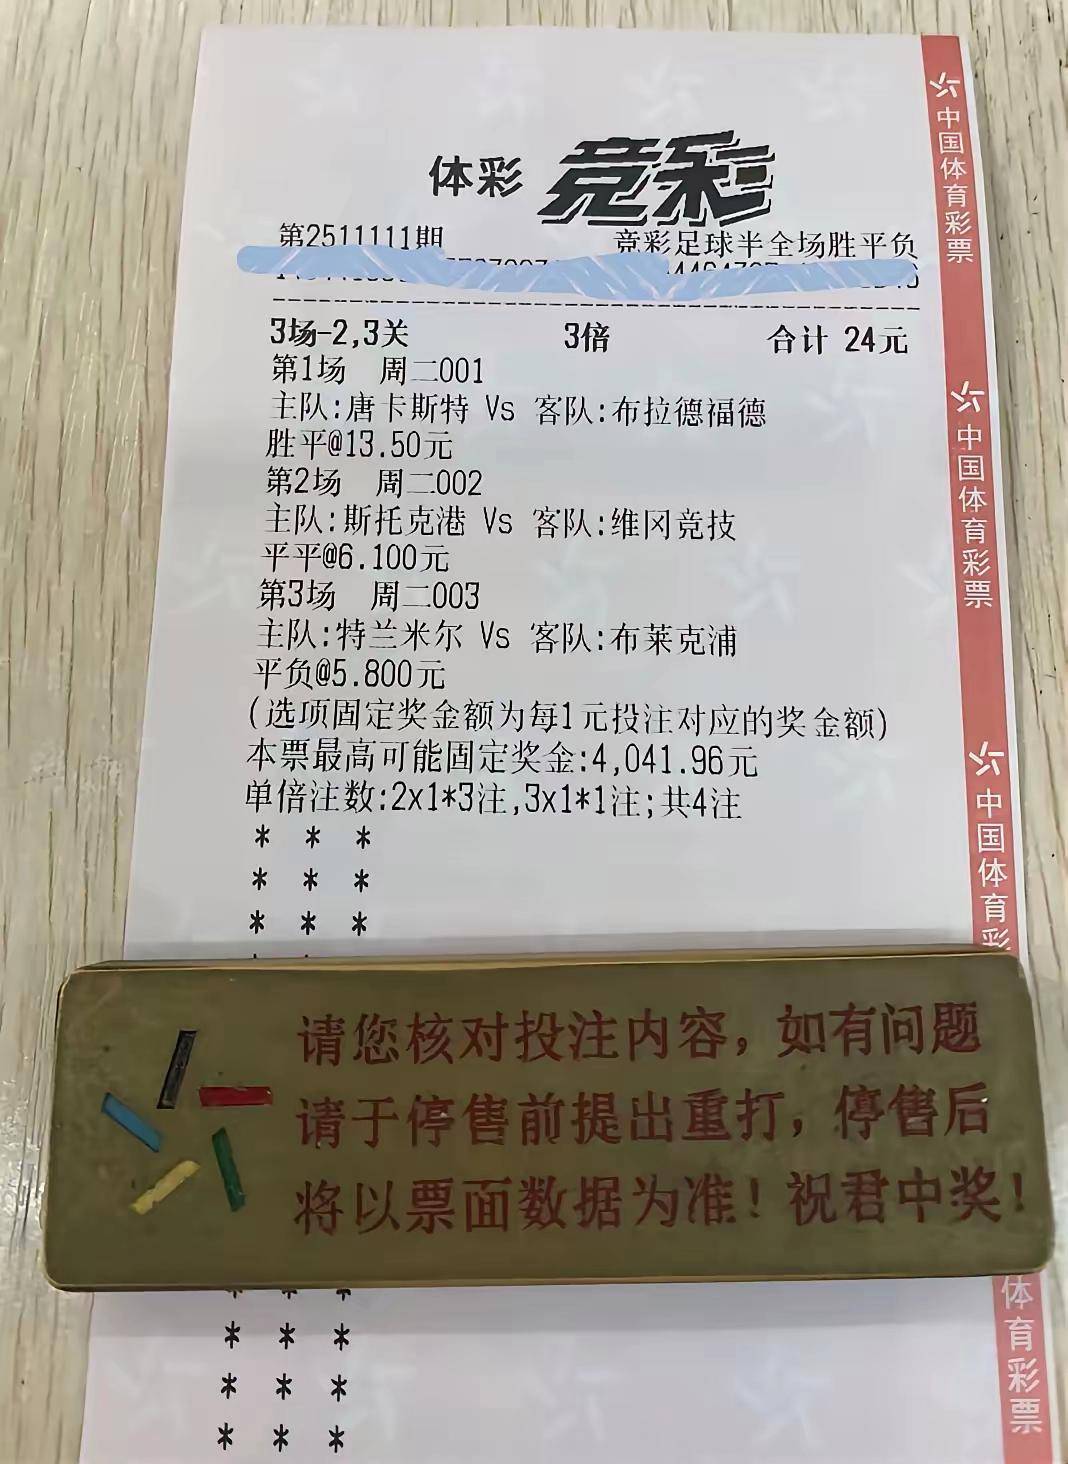 体彩 竞彩
第2511111期 竞彩足球半全场胜平负
3场-2,3关 3倍 合计 24元
第1场 周二001
主队:唐卡斯特 Vs 客队:布拉德福德
胜平@13.50元
第2场 周二002
主队:斯托克港 Vs 客队:维冈竞技
平平@6.100元
第3场 周二003
主队:特兰米尔 Vs 客队:布莱克浦
平负@5.800元
(选项固定奖金额为每1元投注对应的奖金额)
本票最高可能固定奖金:4,041.96元
单倍注数:2x1*3注,3x1*1注;共4注
* * *
* * *
* * *
请您核对投注内容，如有问题
请于停售前提出重打，停售后
将以票面数据为准！祝君中奖！
* * *
* * *
* * *
中国体育彩票
中国体育彩票
中国体育彩
体育彩票